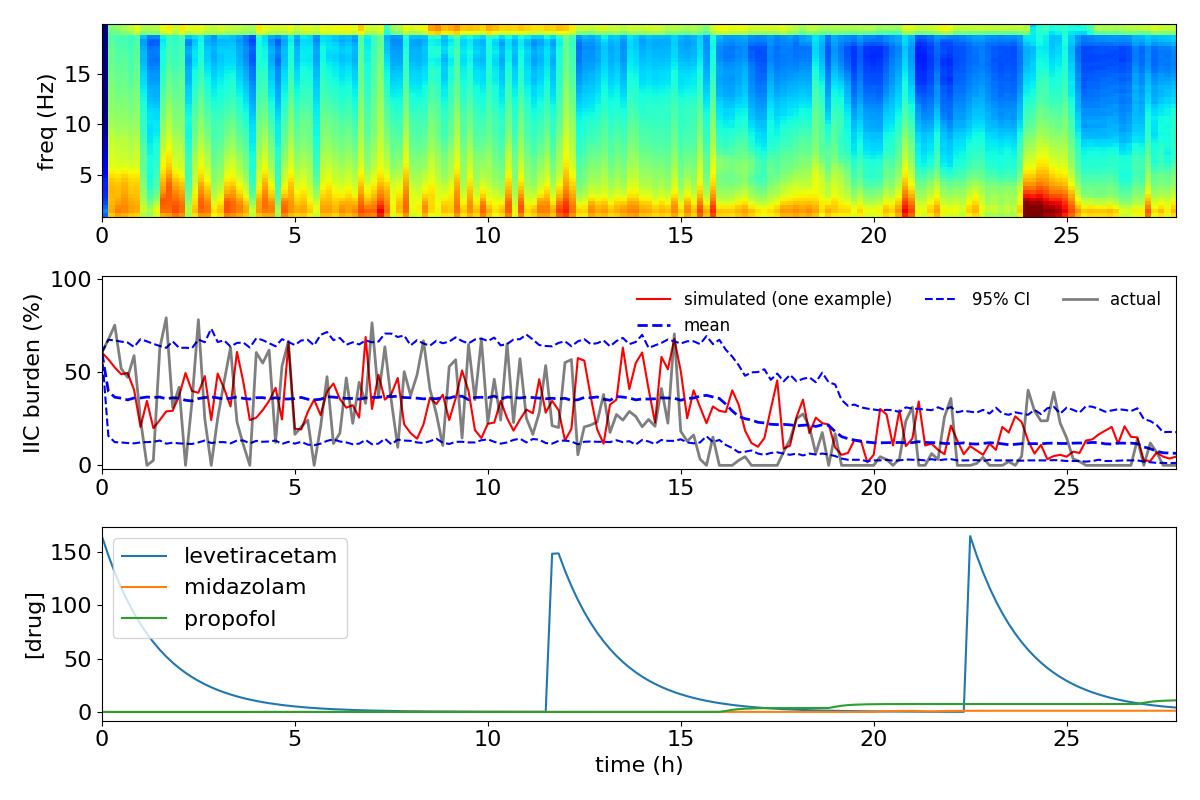 freq (Hz)
15
10
5
0 5 10 15 20 25
IIC burden (%)
100
50
0
simulated (one example)
mean
95% CI
actual
0 5 10 15 20 25
[drug]
150
100
50
0
levetiracetam
midazolam
propofol
0 5 10 15 20 25
time (h)